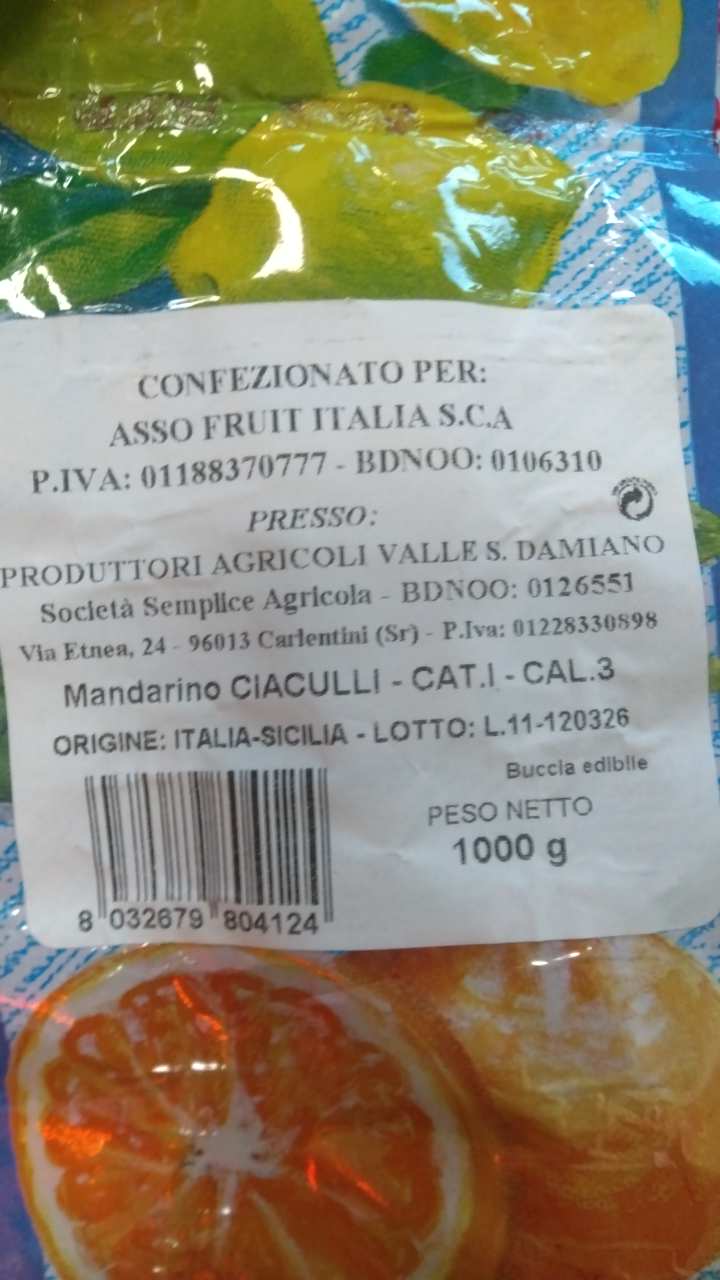 CONFEZIONATO PER:
ASSO FRUIT ITALIA S.C.A
P.IVA: 01188370777 - BDNOO: 0106310
PRESSO:
PRODUTTORI AGRICOLI VALLE S. DAMIANO
Società Semplice Agricola - BDNOO: 0126551
Via Etnea, 24 - 96013 Carlentini (Sr) - P.Iva: 01228330898
Mandarino CIACULLI - CAT.I - CAL.3
ORIGINE: ITALIA-SICILIA - LOTTO: L.11-120326
Buccia edibile
PESO NETTO
1000 g
8 032679 804124